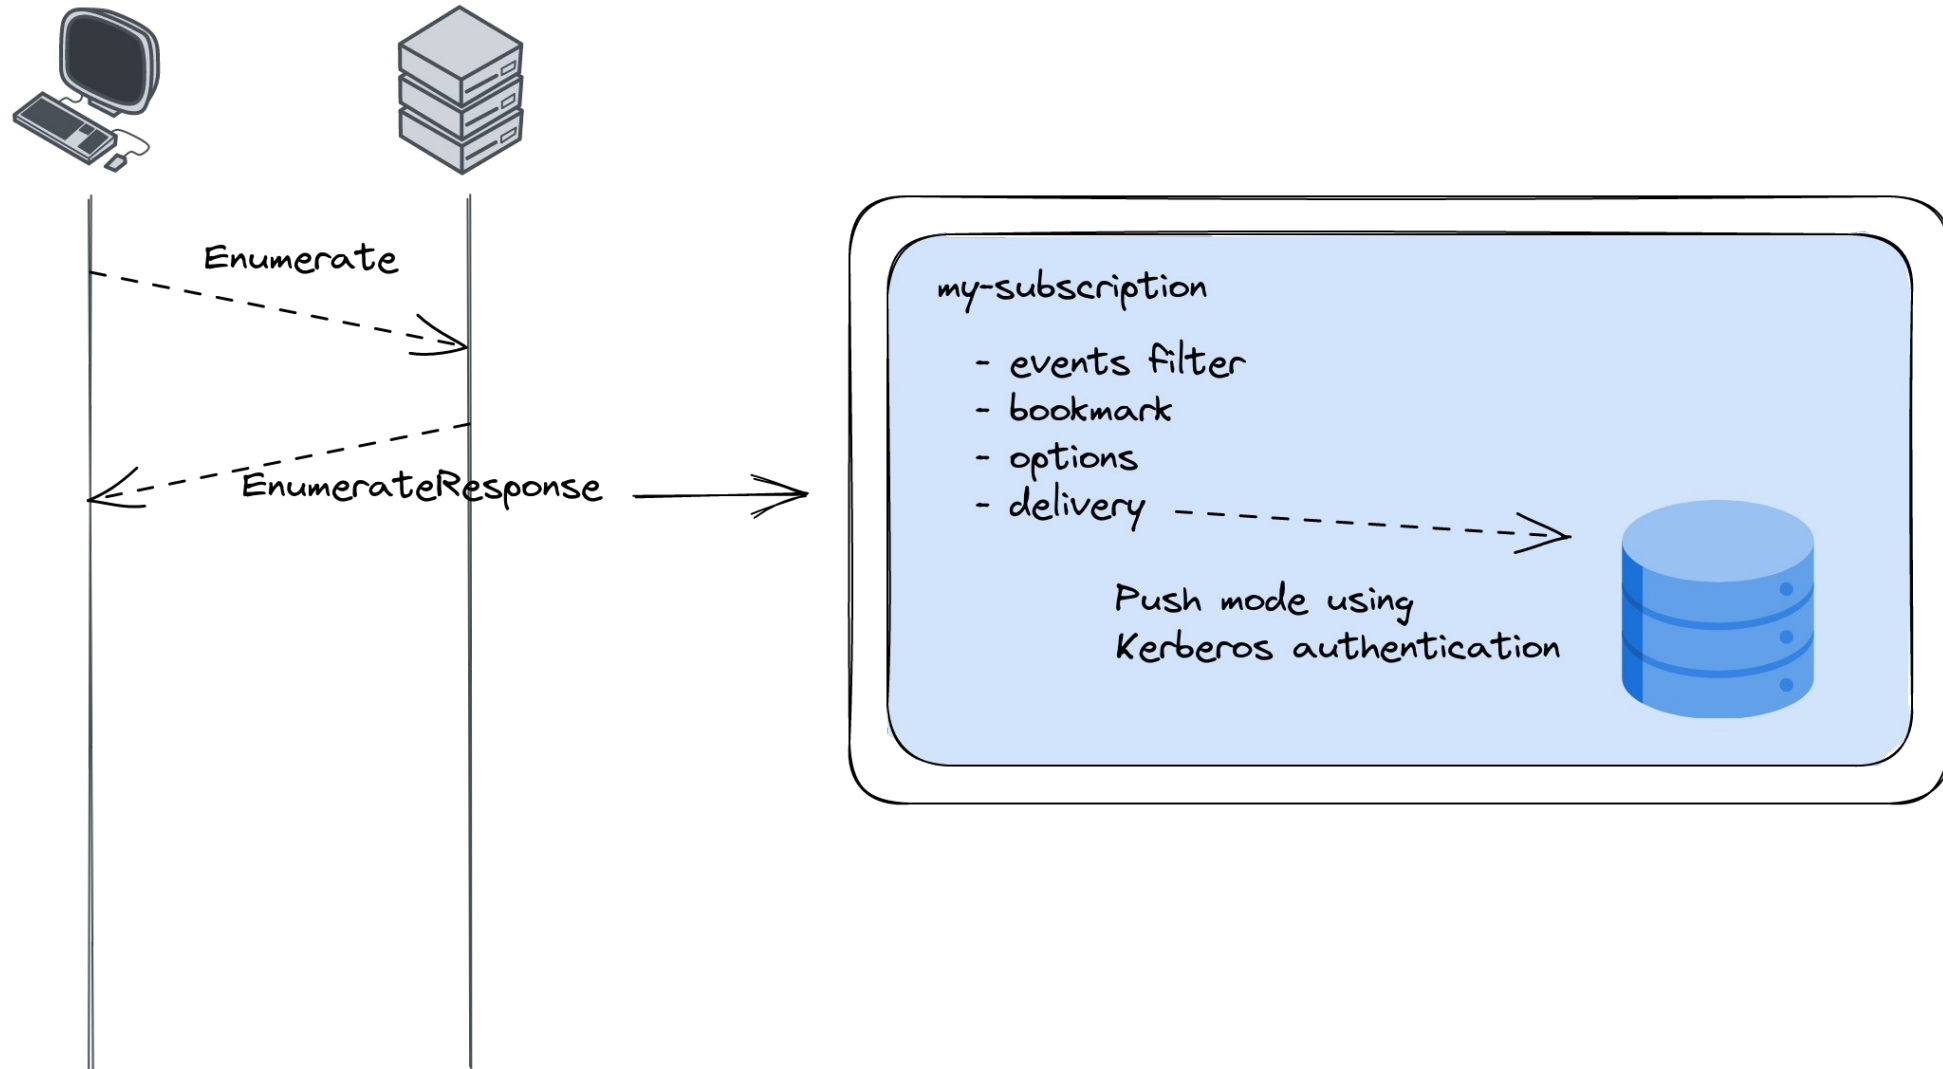 Enumerate
EnumerateResponse
my-subscription
- events filter
- bookmark
- options
- delivery
Push mode using
Kerberos authentication